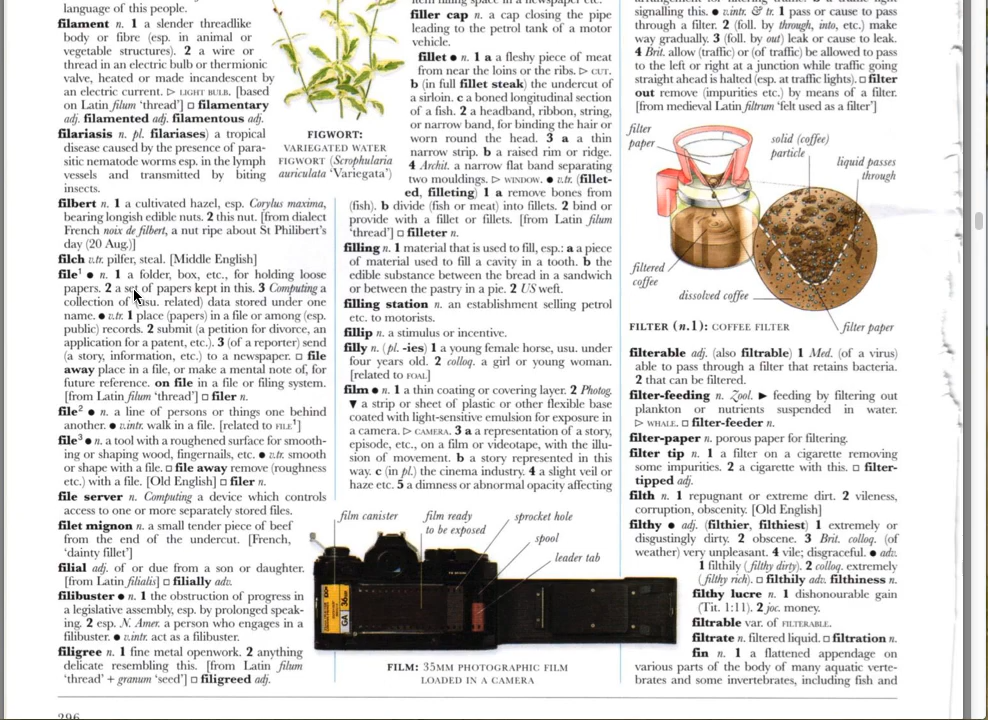 language of this people.
filament n. 1 a slender threadlike
body or fibre (esp. in animal or
vegetable structures). 2 a wire or
thread in an electric bulb or thermionic
valve, heated or made incandescent by
an electric current. ▷ LIGHT BULB. [based
on Latin filum ‘thread’] □ filamentary
adj. filamented adj. filamentous adj.
filariasis n. pl. filariases) a tropical
disease caused by the presence of para-
sitic nematode worms esp. in the lymph
vessels and transmitted by biting
insects.
filbert n. 1 a cultivated hazel, esp. Corylus maxima,
bearing longish edible nuts. 2 this nut. [from dialect
French noix de filbert, a nut ripe about St Philibert’s
day (20 Aug.)]
filch v.tr. pilfer, steal. [Middle English]
file¹ ● n. 1 a folder, box, etc., for holding loose
papers. 2 a set of papers kept in this. 3 Computing a
collection of (usu. related) data stored under one
name. ● v.tr. 1 place (papers) in a file or among (esp.
public) records. 2 submit (a petition for divorce, an
application for a patent, etc.). 3 (of a reporter) send
(a story, information, etc.) to a newspaper. □ file
away place in a file, or make a mental note of, for
future reference. on file in a file or filing system.
[from Latin filum ‘thread’] □ filer n.
file² ● n. a line of persons or things one behind
another. ● v.intr. walk in a file. [related to FILE¹]
file³ ● n. a tool with a roughened surface for smooth-
ing or shaping wood, fingernails, etc. ● v.tr. smooth
or shape with a file. □ file away remove (roughness
etc.) with a file. [Old English] □ filer n.
file server n. Computing a device which controls
access to one or more separately stored files.
filet mignon n. a small tender piece of beef
from the end of the undercut. [French,
‘dainty fillet’]
filial adj. of or due from a son or daughter.
[from Latin filialis] □ filially adv.
filibuster ● n. 1 the obstruction of progress in
a legislative assembly, esp. by prolonged speak-
ing. 2 esp. N. Amer. a person who engages in a
filibuster. ● v.intr. act as a filibuster.
filigree n. 1 fine metal openwork. 2 anything
delicate resembling this. [from Latin filum
‘thread’ + granum ‘seed’] □ filigreed adj.
FIGWORT:
VARIEGATED WATER
FIGWORT (Scrophularia
auriculata ‘Variegata’)
filler cap n. a cap closing the pipe
leading to the petrol tank of a motor
vehicle.
fillet ● n. 1 a a fleshy piece of meat
from near the loins or the ribs. ▷ CUT.
b (in full fillet steak) the undercut of
a sirloin. c a boned longitudinal section
of a fish. 2 a headband, ribbon, string,
or narrow band, for binding the hair or
worn round the head. 3 a a thin
narrow strip. b a raised rim or ridge.
4 Archit. a narrow flat band separating
two mouldings. ▷ WINDOW. ● v.tr. (fillet-
ed, filleting) 1 a remove bones from
(fish). b divide (fish or meat) into fillets. 2 bind or
provide with a fillet or fillets. [from Latin filum
‘thread’] □ filleter n.
filling n. 1 material that is used to fill, esp.: a a piece
of material used to fill a cavity in a tooth. b the
edible substance between the bread in a sandwich
or between the pastry in a pie. 2 US weft.
filling station n. an establishment selling petrol
etc. to motorists.
fillip n. a stimulus or incentive.
filly n. (pl. -ies) 1 a young female horse, usu. under
four years old. 2 colloq. a girl or young woman.
[related to FOAL]
film ● n. 1 a thin coating or covering layer. 2 Photog.
▼ a strip or sheet of plastic or other flexible base
coated with light-sensitive emulsion for exposure in
a camera. ▷ CAMERA. 3 a a representation of a story,
episode, etc., on a film or videotape, with the illu-
sion of movement. b a story represented in this
way. c (in pl.) the cinema industry. 4 a slight veil or
haze etc. 5 a dimness or abnormal opacity affecting
film canister
film ready
to be exposed
sprocket hole
spool
leader tab
GA
36
FILM: 35MM PHOTOGRAPHIC FILM
LOADED IN A CAMERA
signalling this. ● v.intr. & tr. 1 pass or cause to pass
through a filter. 2 (foll. by through, into, etc.) make
way gradually. 3 (foll. by out) leak or cause to leak.
4 Brit. allow (traffic) or (of traffic) be allowed to pass
to the left or right at a junction while traffic going
straight ahead is halted (esp. at traffic lights). □ filter
out remove (impurities etc.) by means of a filter.
[from medieval Latin filtrum ‘felt used as a filter’]
filter
paper
solid (coffee)
particle
liquid passes
through
filtered
coffee
dissolved coffee
filter paper
FILTER (n.1): COFFEE FILTER
filterable adj. (also filtrable) 1 Med. (of a virus)
able to pass through a filter that retains bacteria.
2 that can be filtered.
filter-feeding n. Zool. ► feeding by filtering out
plankton or nutrients suspended in water.
▷ WHALE. □ filter-feeder n.
filter-paper n. porous paper for filtering.
filter tip n. 1 a filter on a cigarette removing
some impurities. 2 a cigarette with this. □ filter-
tipped adj.
filth n. 1 repugnant or extreme dirt. 2 vileness,
corruption, obscenity. [Old English]
filthy ● adj. (filthier, filthiest) 1 extremely or
disgustingly dirty. 2 obscene. 3 Brit. colloq. (of
weather) very unpleasant. 4 vile; disgraceful. ● adv.
1 filthily (filthy dirty). 2 colloq. extremely
(filthy rich). □ filthily adv. filthiness n.
filthy lucre n. 1 dishonourable gain
(Tit. 1:11). 2 joc. money.
filtrable var. of FILTERABLE.
filtrate n. filtered liquid. □ filtration n.
fin n. 1 a flattened appendage on
various parts of the body of many aquatic verte-
brates and some invertebrates, including fish and
296